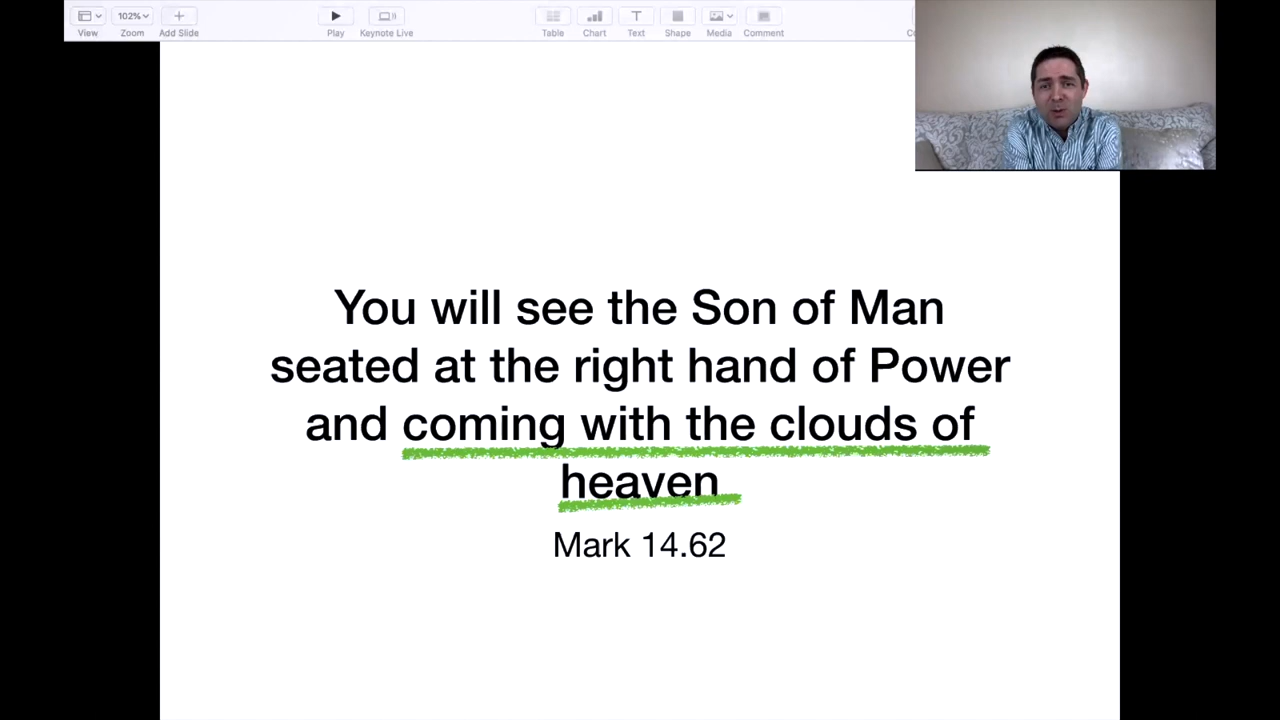 View
102%
Zoom
Add Slide
Play
Keynote Live
Table
Chart
Text
Shape
Media
Comment
You will see the Son of Man
seated at the right hand of Power
and coming with the clouds of
heaven
Mark 14.62